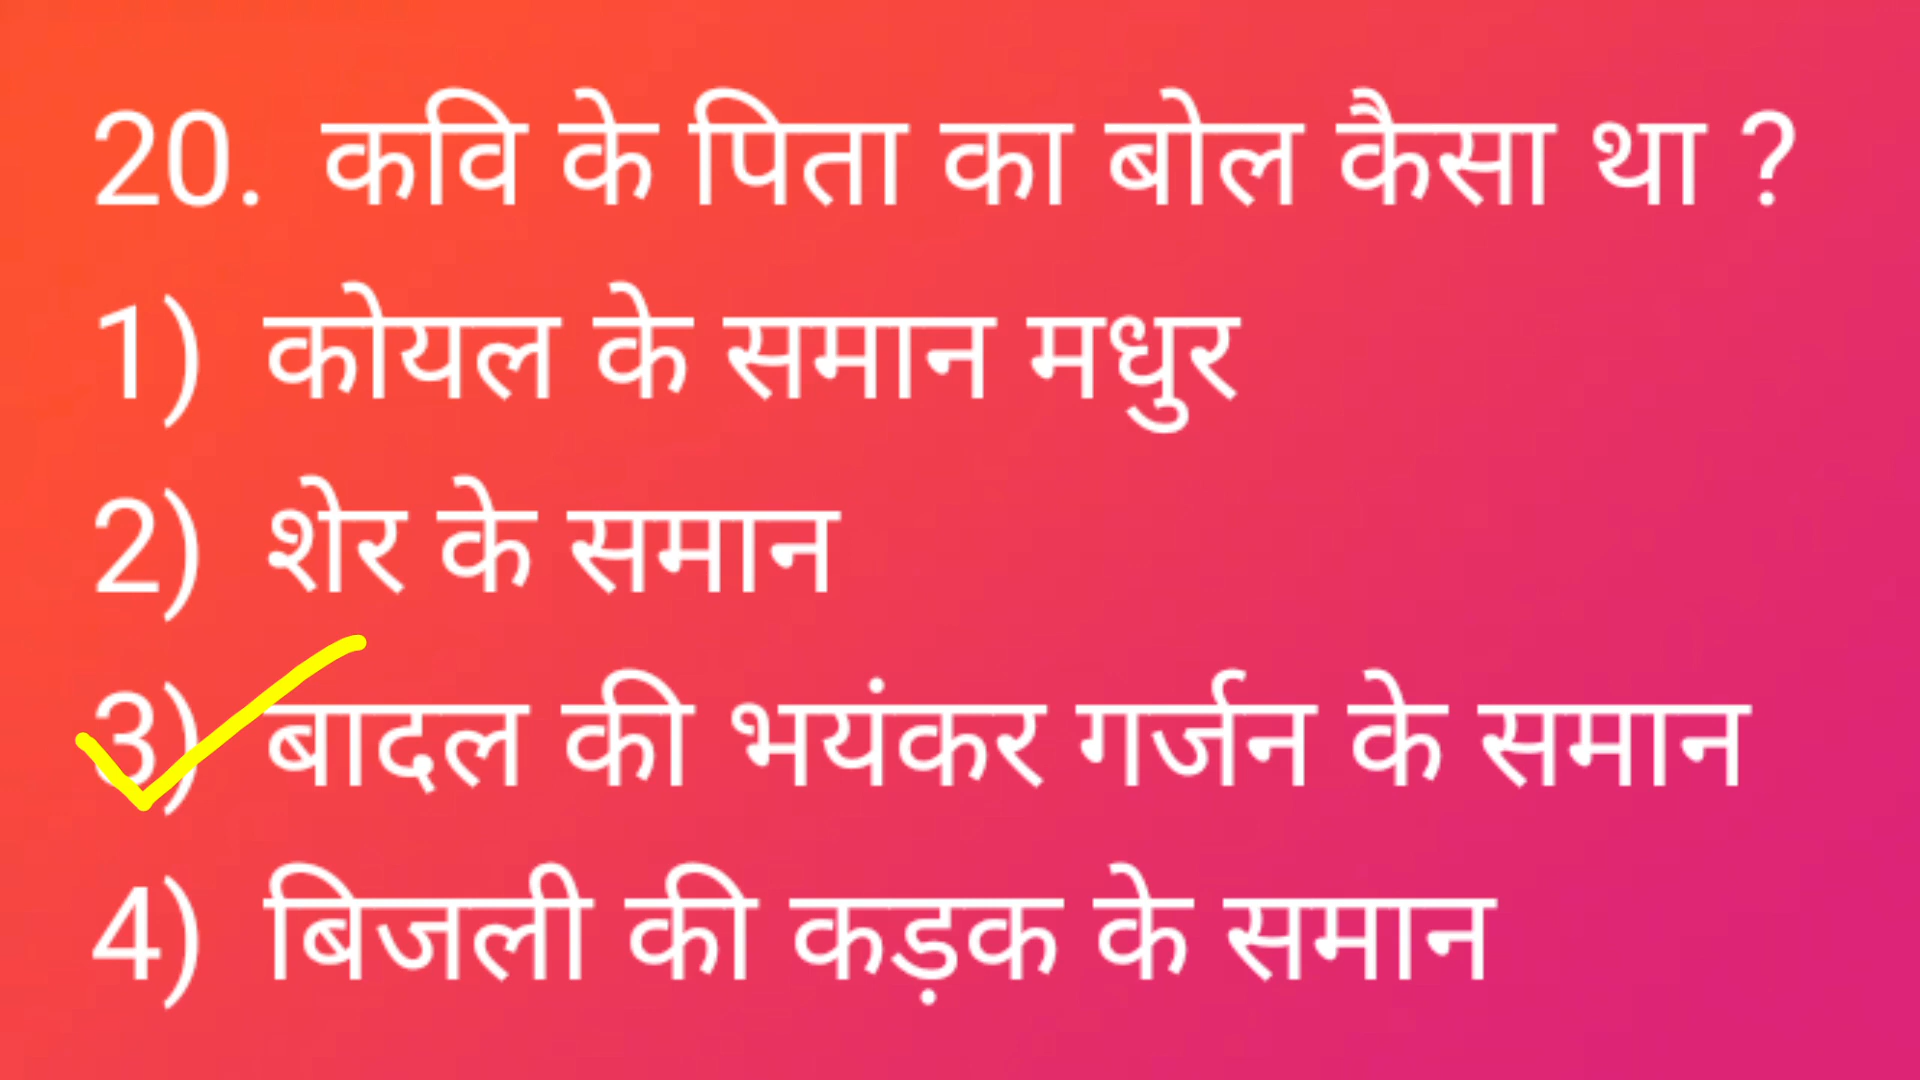 20. कवि के पिता का बोल कैसा था ?
1) कोयल के समान मधुर
2) शेर के समान
3) बादल की भयंकर गर्जन के समान
4) बिजली की कड़क के समान